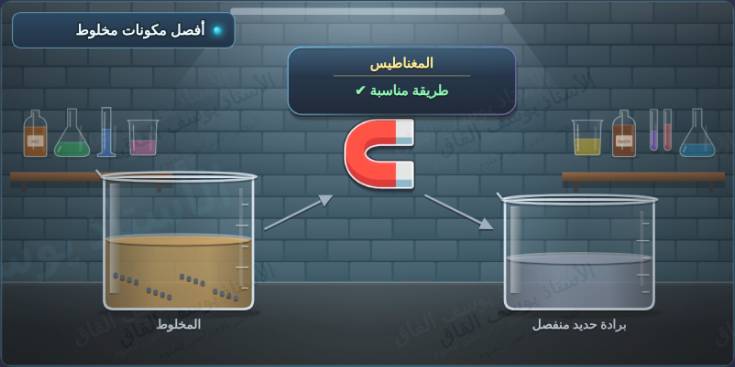 أفصل مكونات مخلوط
المغناطيس
طريقة مناسبة ✔
المخلوط
برادة حديد منفصل